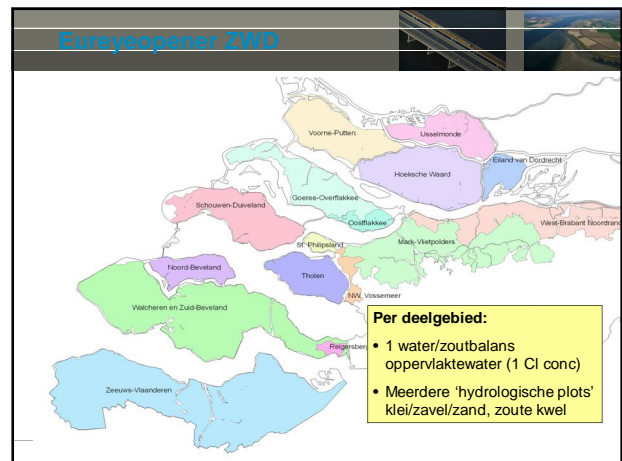 Eureyeopener ZWD
Voorne-Putten
IJsselmonde
Eiland van Dordrecht
Hoeksche Waard
Goeree-Overflakkee
Schouwen-Duiveland
Oostflakkee
West-Brabant Noordrand
St. Philipsland
Mark-Vlietpolders
Noord-Beveland
Tholen
NW. Vossemeer
Walcheren en Zuid-Beveland
Zeeuws-Vlaanderen
Per deelgebied:
• 1 water/zoutbalans
oppervlaktewater (1 Cl conc)
• Meerdere ‘hydrologische plots’
klei/zavel/zand, zoute kwel